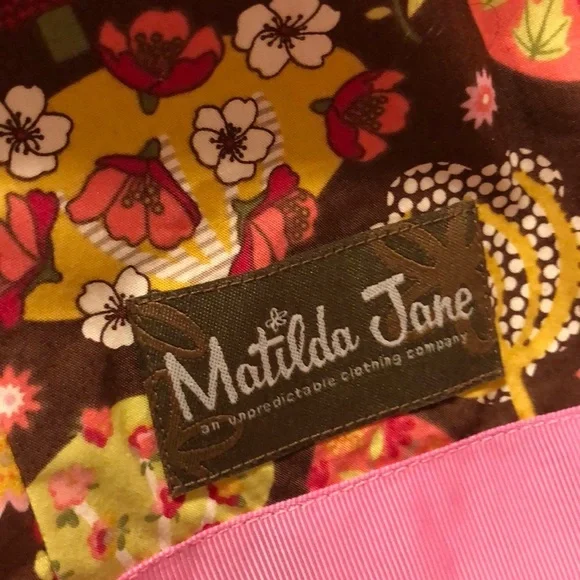 Matilda Jane
an unpredictable clothing company